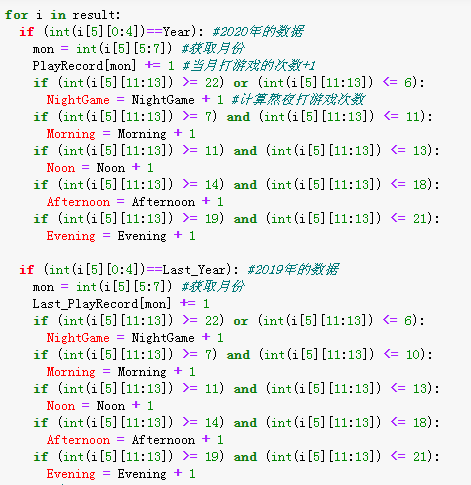 for i in result:
  if (int(i[5][0:4])==Year): #2020年的数据
    mon = int(i[5][5:7]) #获取月份
    PlayRecord[mon] += 1 #当月打游戏的次数+1
    if (int(i[5][11:13]) >= 22) or (int(i[5][11:13]) <= 6):
      NightGame = NightGame + 1 #计算熬夜打游戏次数
    if (int(i[5][11:13]) >= 7) and (int(i[5][11:13]) <= 11):
      Morning = Morning + 1
    if (int(i[5][11:13]) >= 11) and (int(i[5][11:13]) <= 13):
      Noon = Noon + 1
    if (int(i[5][11:13]) >= 14) and (int(i[5][11:13]) <= 18):
      Afternoon = Afternoon + 1
    if (int(i[5][11:13]) >= 19) and (int(i[5][11:13]) <= 21):
      Evening = Evening + 1

  if (int(i[5][0:4])==Last_Year): #2019年的数据
    mon = int(i[5][5:7]) #获取月份
    Last_PlayRecord[mon] += 1
    if (int(i[5][11:13]) >= 22) or (int(i[5][11:13]) <= 6):
      NightGame = NightGame + 1
    if (int(i[5][11:13]) >= 7) and (int(i[5][11:13]) <= 10):
      Morning = Morning + 1
    if (int(i[5][11:13]) >= 11) and (int(i[5][11:13]) <= 13):
      Noon = Noon + 1
    if (int(i[5][11:13]) >= 14) and (int(i[5][11:13]) <= 18):
      Afternoon = Afternoon + 1
    if (int(i[5][11:13]) >= 19) and (int(i[5][11:13]) <= 21):
      Evening = Evening + 1